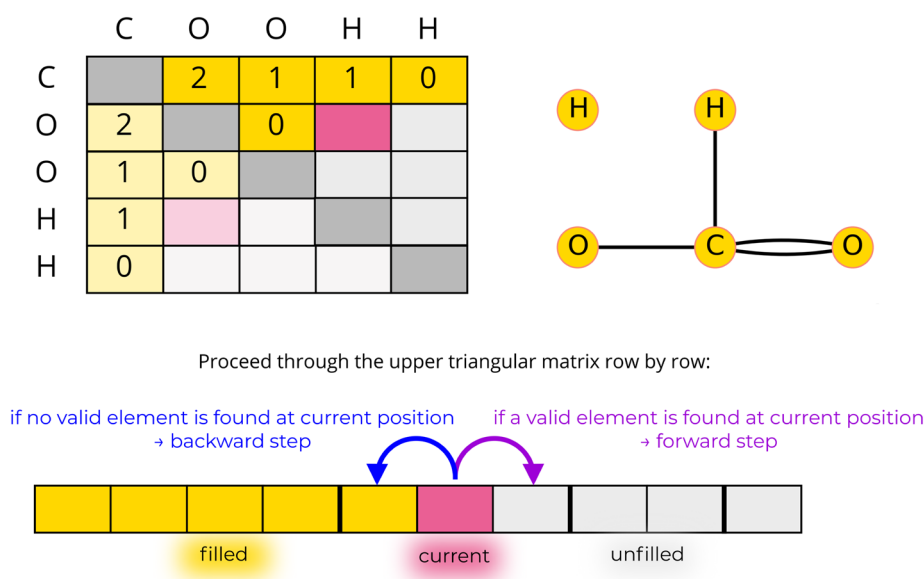 C O O H H
C 2 1 1 0
O 2 0
O 1 0
H 1
H 0
H H
O C O
Proceed through the upper triangular matrix row by row:
if no valid element is found at current position
→ backward step
if a valid element is found at current position
→ forward step
filled current unfilled